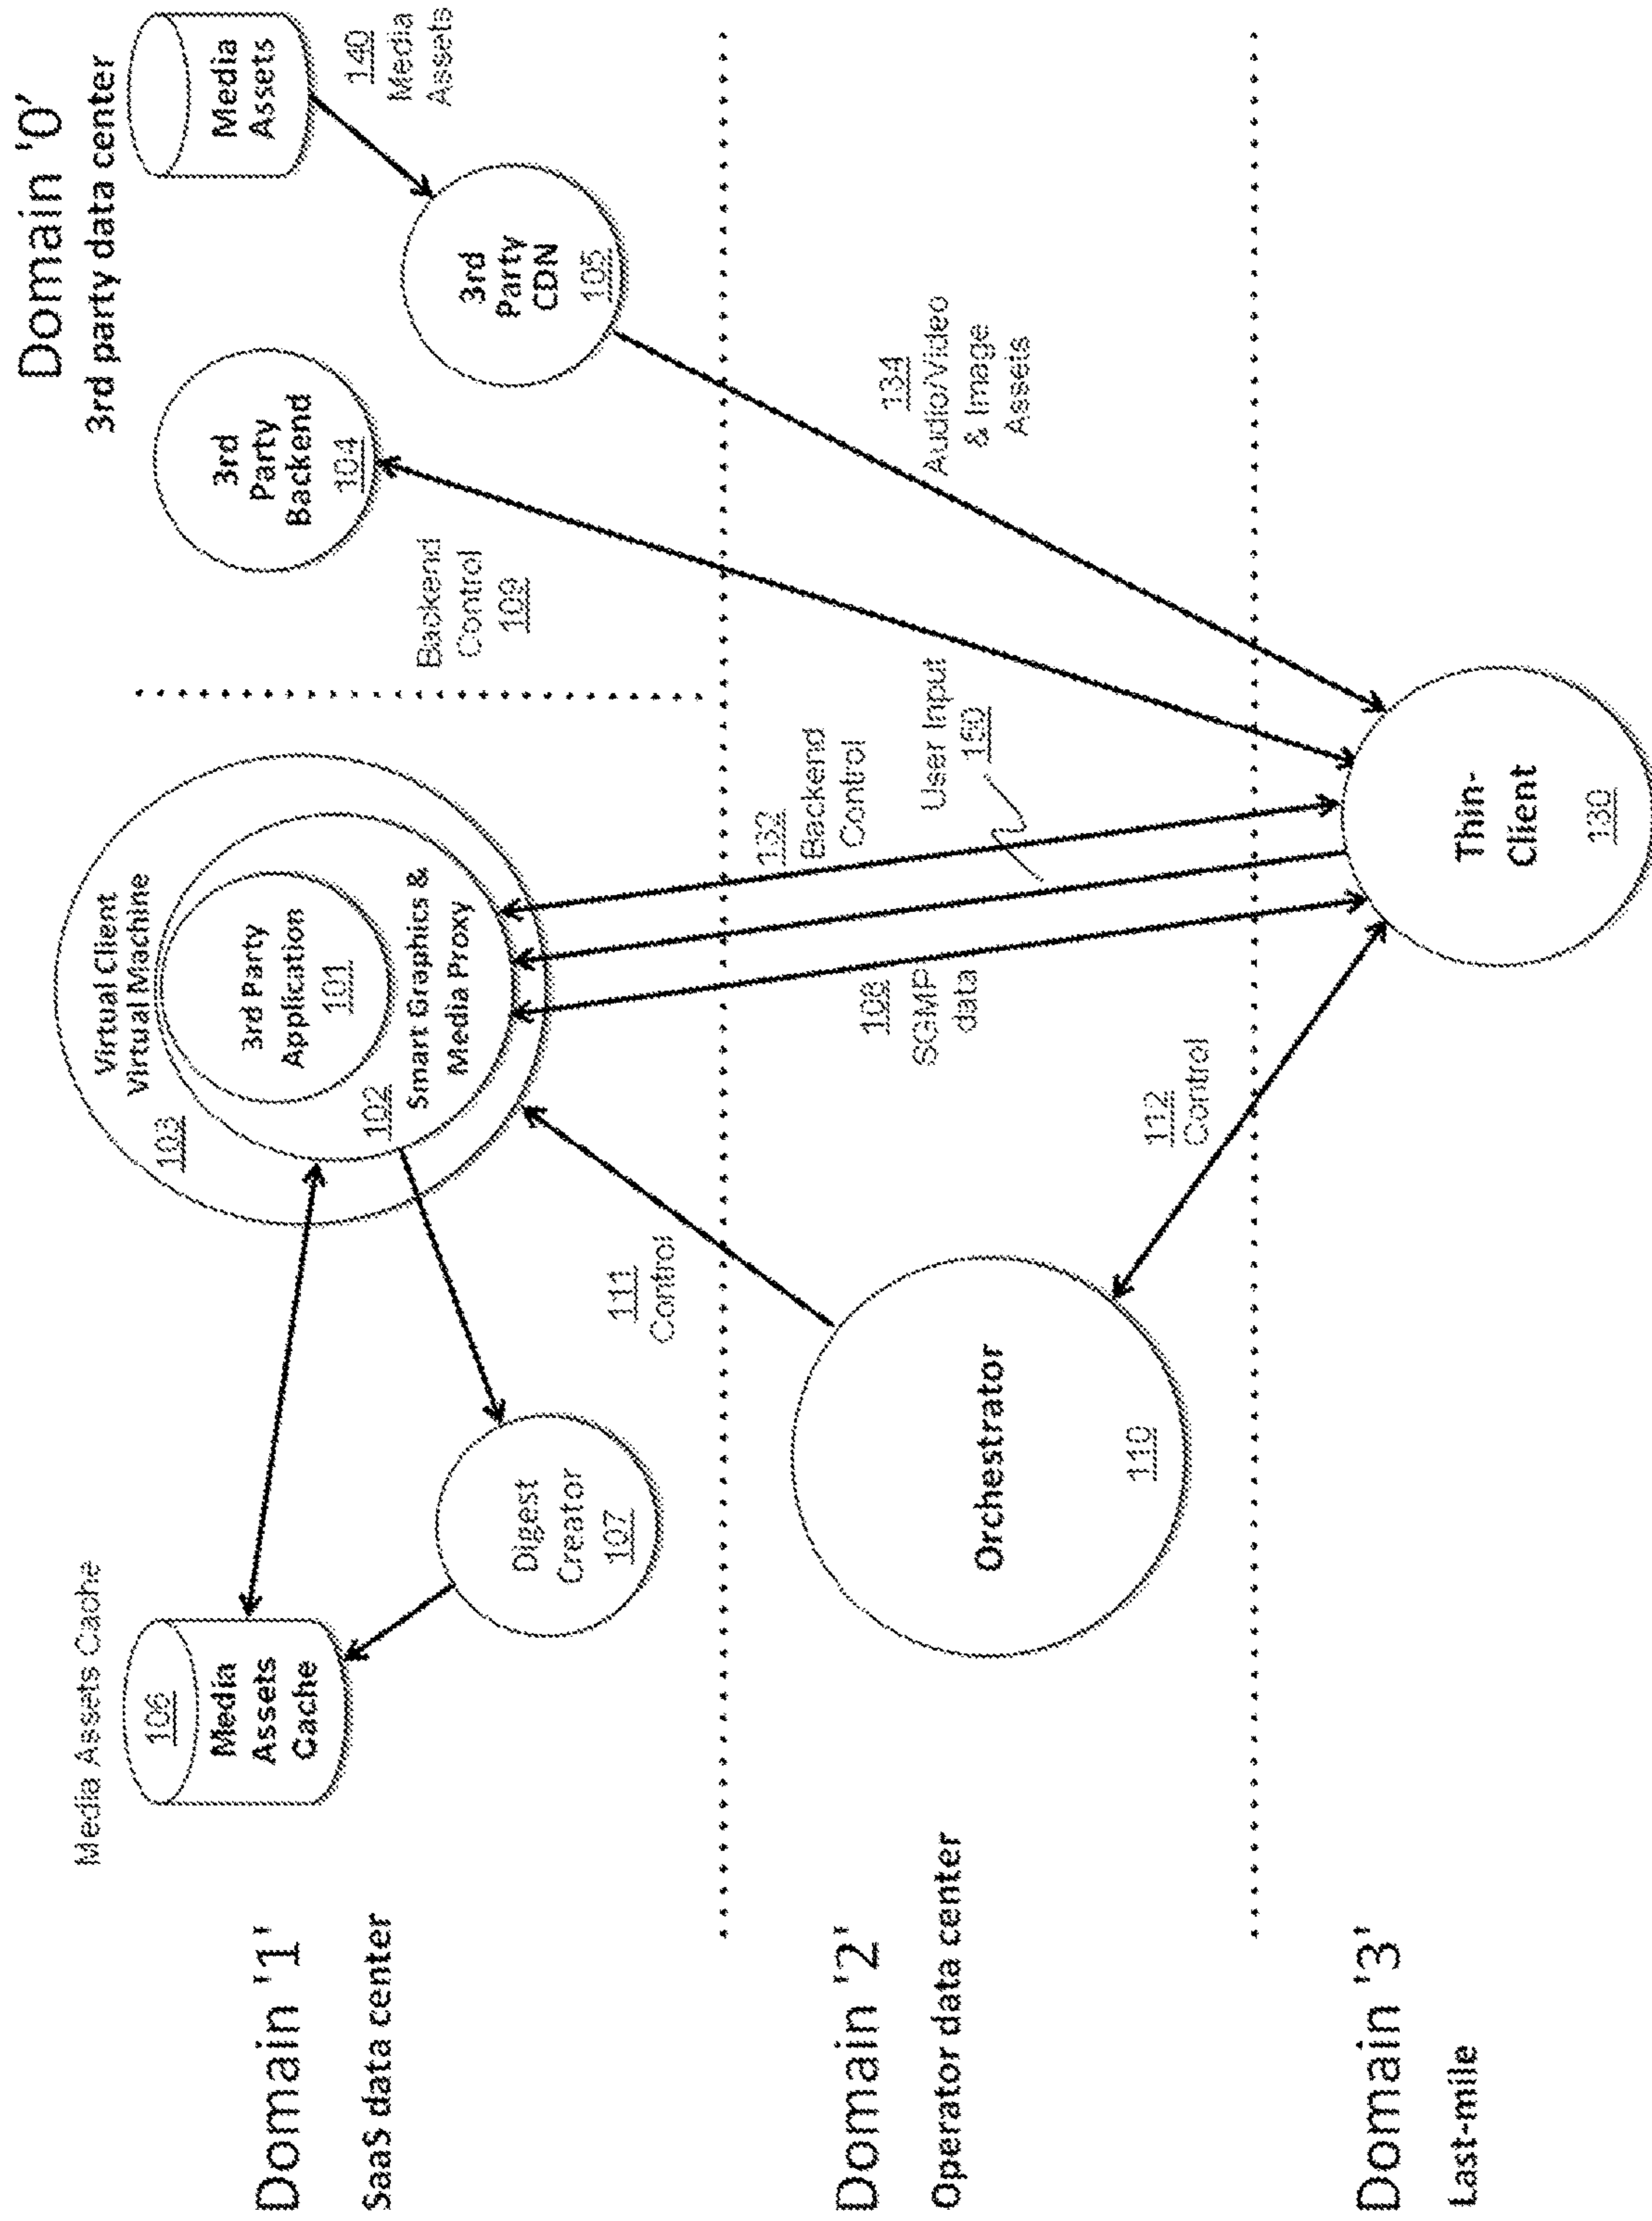 Domain '0'
3rd party data center
Media
Assets
140
Media
Assets
3rd
Party
CDN
105
3rd
Party
Backend
104
Backend
Control
109
134
Audio/Video
& Image
Assets
Virtual Client
Virtual Machine
103
3rd Party
Application
101
102
Smart Graphics &
Media Proxy
132
Backend
Control
User Input
150
108
SGMP
data
111
Control
112
Control
Media Assets Cache
106
Media
Assets
Cache
Digest
Creator
107
Orchestrator
110
Thin-
Client
130
Domain '1'
SaaS data center
Domain '2'
Operator data center
Domain '3'
Last-mile